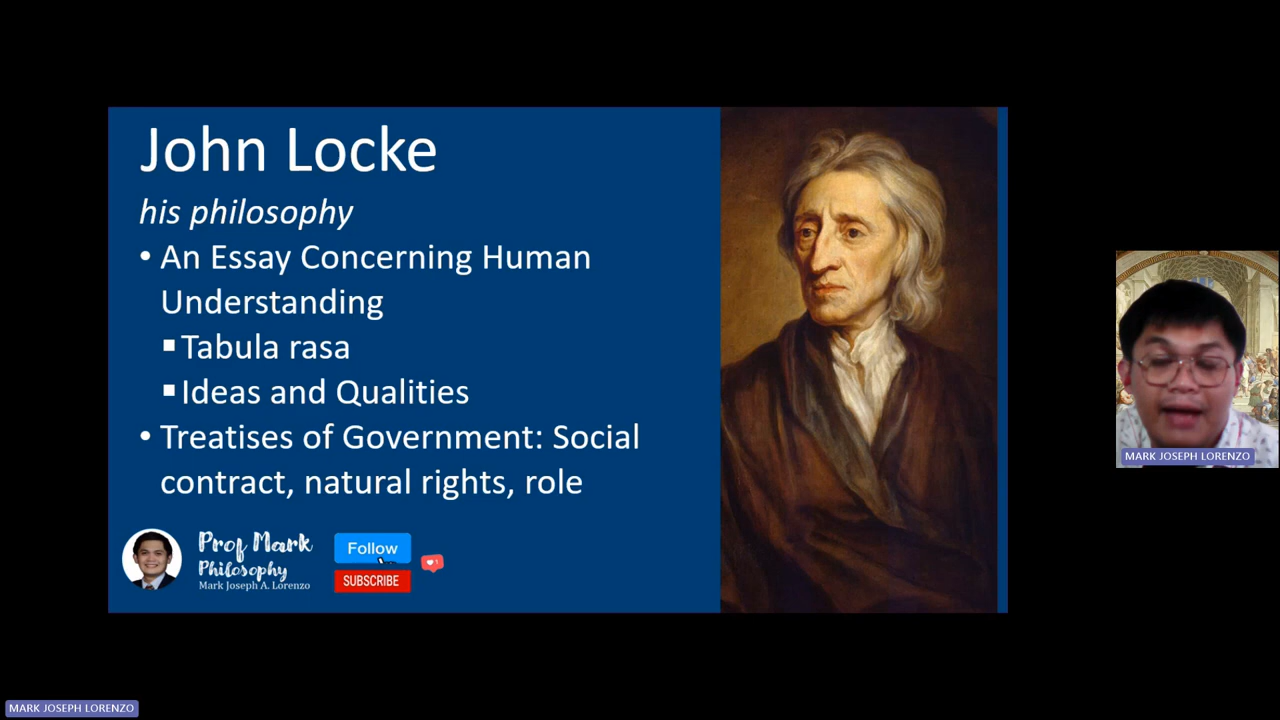 John Locke
his philosophy
• An Essay Concerning Human
Understanding
▪ Tabula rasa
▪ Ideas and Qualities
• Treatises of Government: Social
contract, natural rights, role
Prof Mark
Philosophy
Mark Joseph A. Lorenzo
Follow
SUBSCRIBE
1
MARK JOSEPH LORENZO
MARK JOSEPH LORENZO